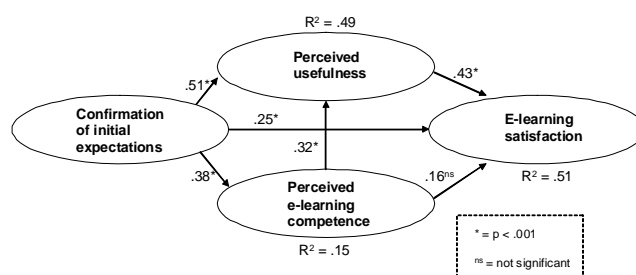 R² = .49
Perceived
usefulness
.51*
.43*
Confirmation
of initial
expectations
.25*
E-learning
satisfaction
.32*
.38*
.16ⁿˢ
Perceived
e-learning
competence
R² = .51
R² = .15
* = p < .001
ⁿˢ = not significant